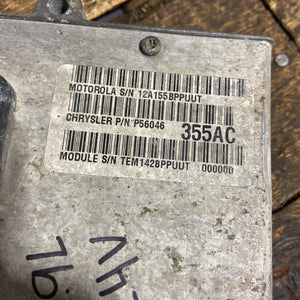 MOTOROLA S/N 12A155BPPUUT
CHRYSLER P/N P56046 355AC
MODULE S/N TEM1428PPUUT 000000